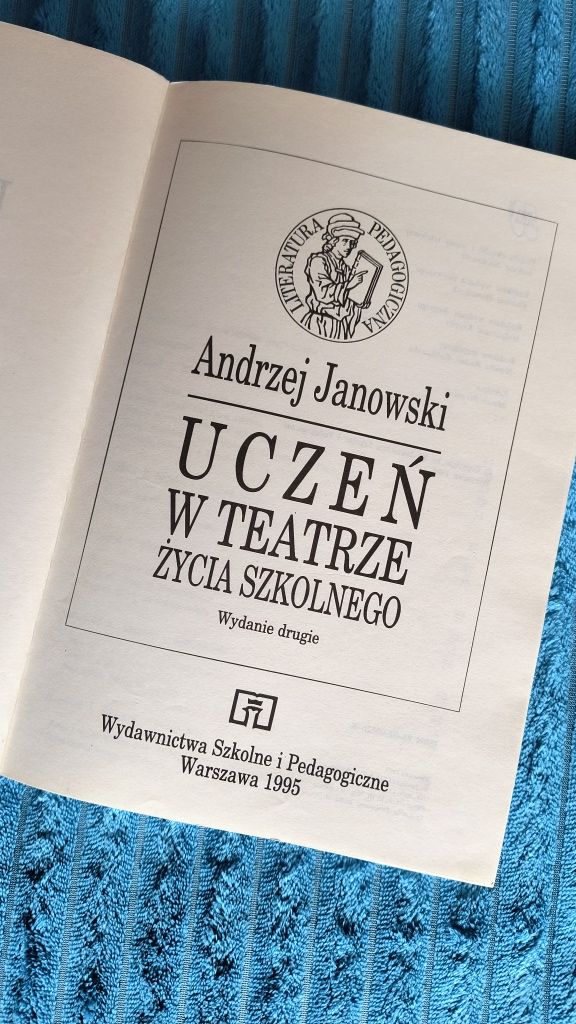 LITERATURA PEDAGOGICZNA
Andrzej Janowski
UCZEŃ
W TEATRZE
ŻYCIA SZKOLNEGO
Wydanie drugie
Wydawnictwa Szkolne i Pedagogiczne
Warszawa 1995